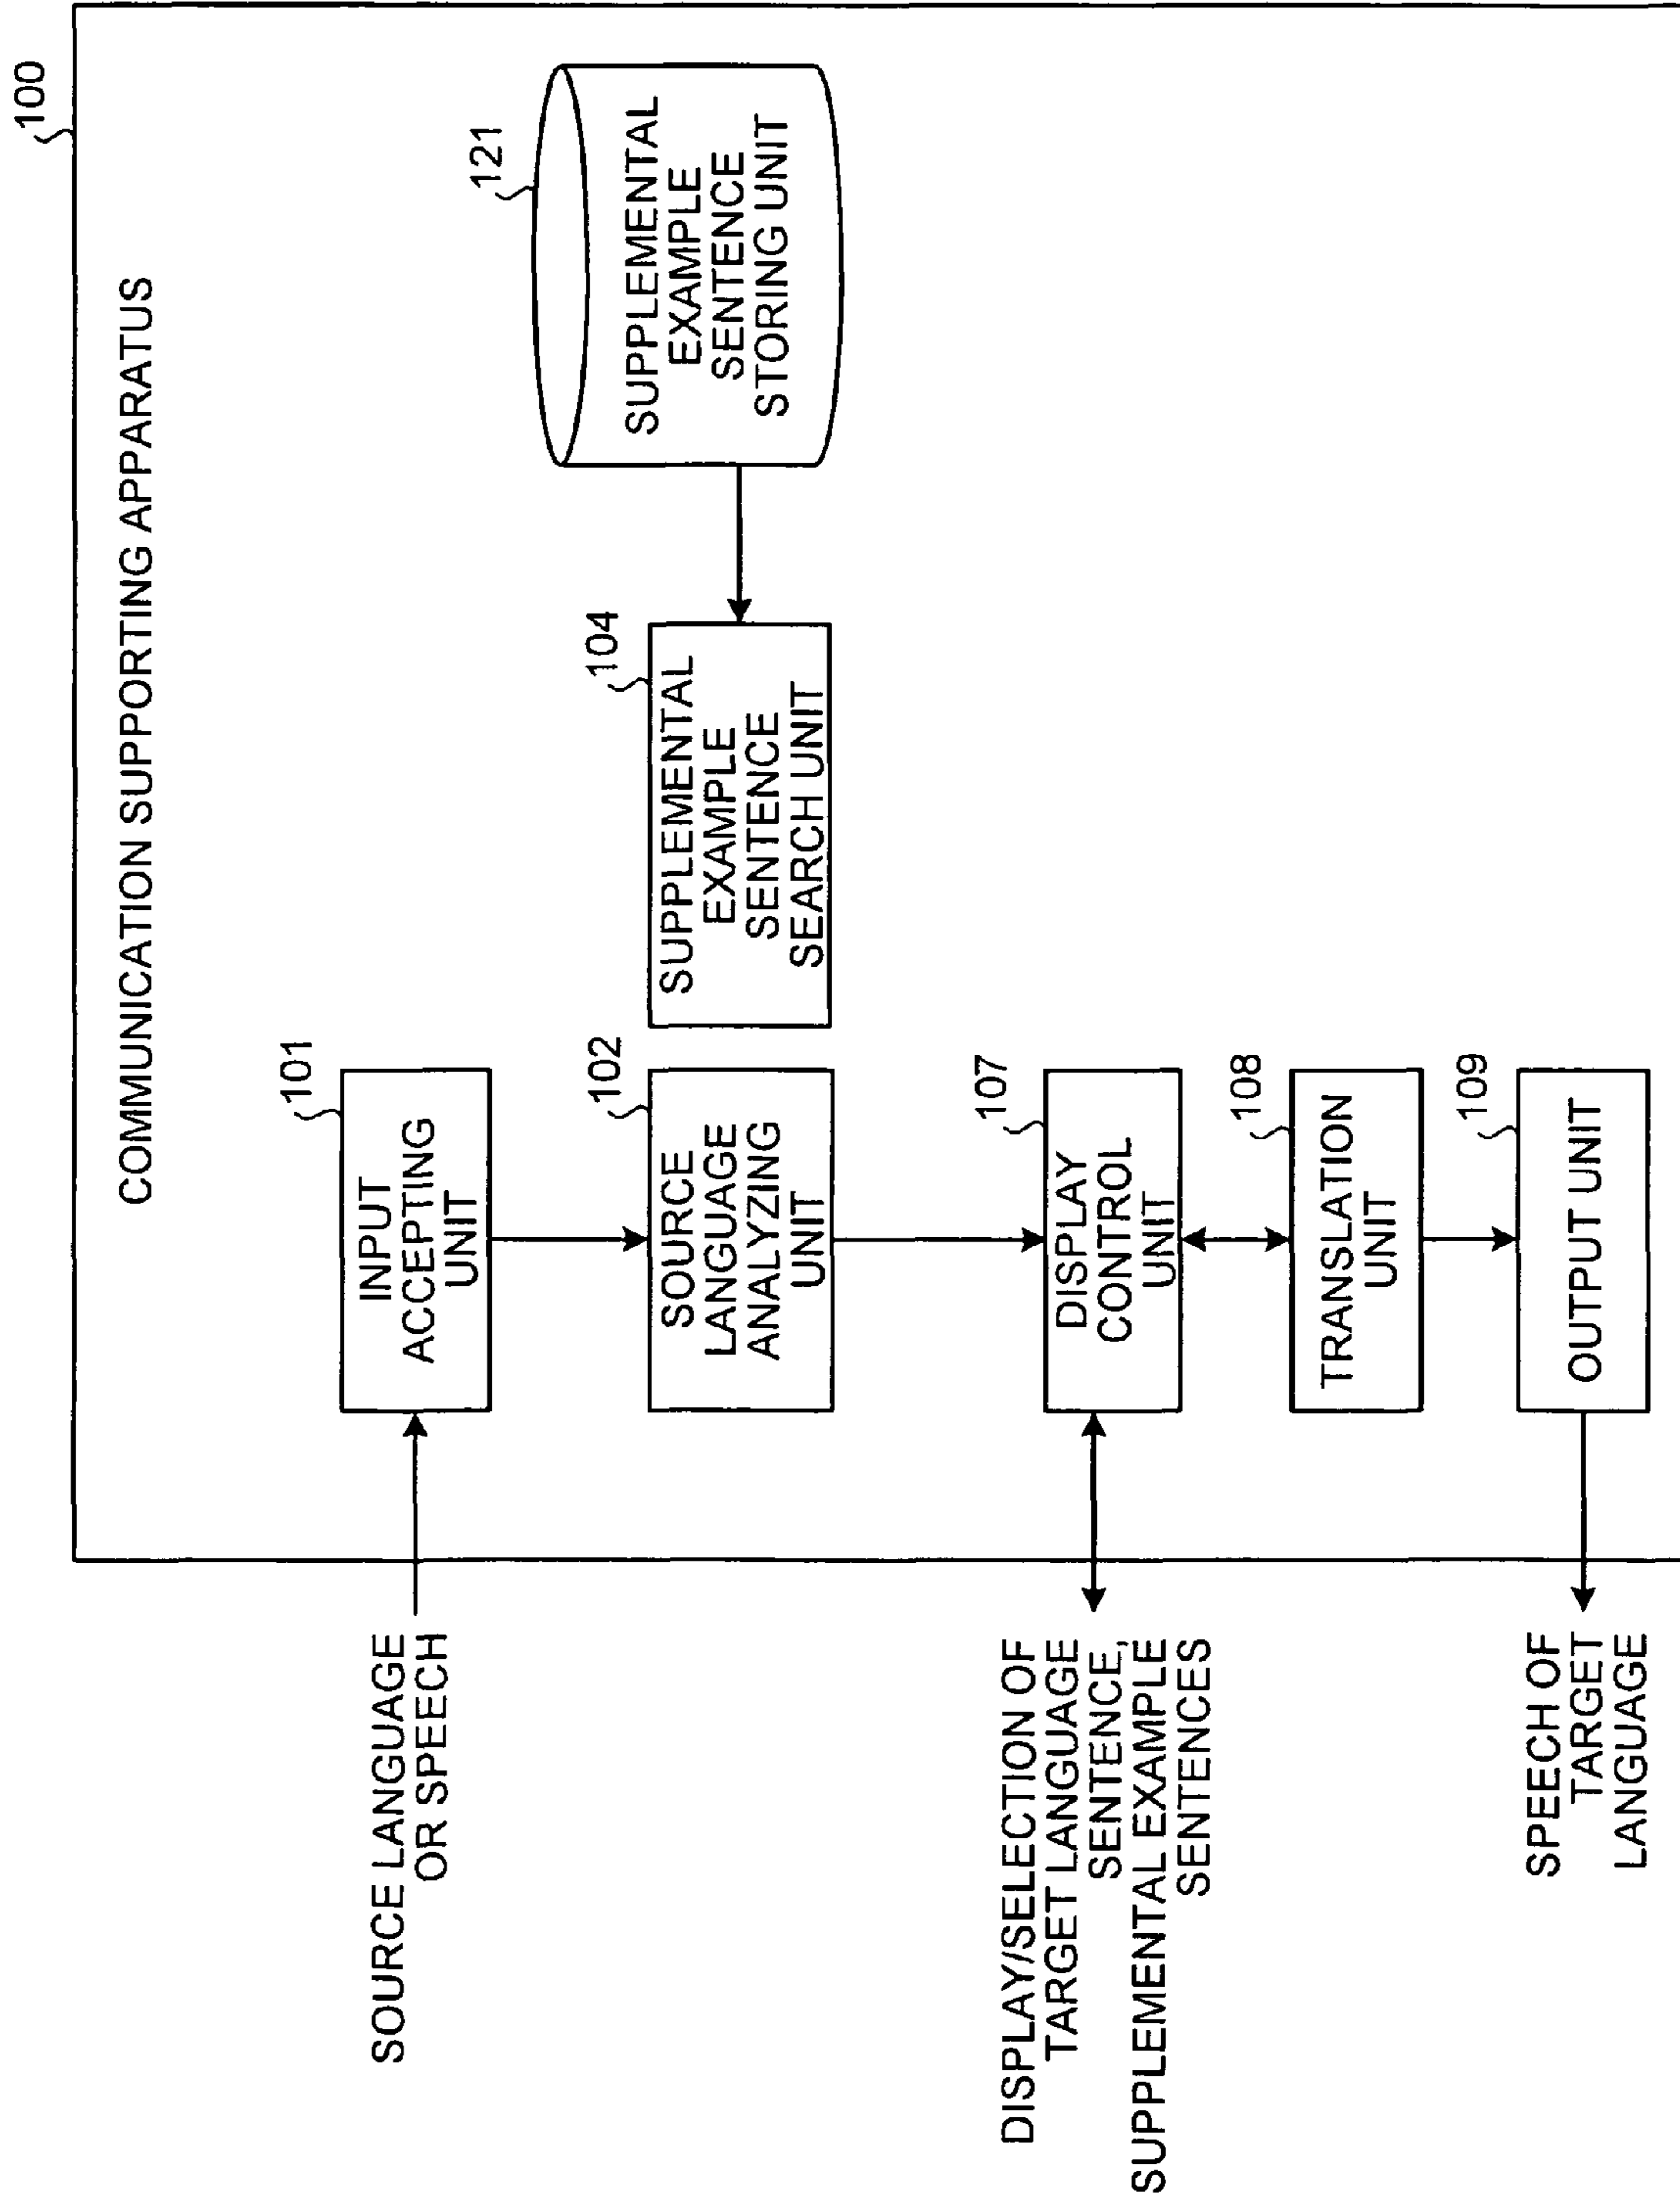 100
COMMUNICATION SUPPORTING APPARATUS
SOURCE LANGUAGE
OR SPEECH
101
INPUT
ACCEPTING
UNIT
102
SOURCE
LANGUAGE
ANALYZING
UNIT
104
SUPPLEMENTAL
EXAMPLE
SENTENCE
SEARCH UNIT
121
SUPPLEMENTAL
EXAMPLE
SENTENCE
STORING UNIT
DISPLAY/SELECTION OF
TARGET LANGUAGE
SENTENCE,
SUPPLEMENTAL EXAMPLE
SENTENCES
107
DISPLAY
CONTROL
UNIT
108
TRANSLATION
UNIT
109
OUTPUT UNIT
SPEECH OF
TARGET
LANGUAGE